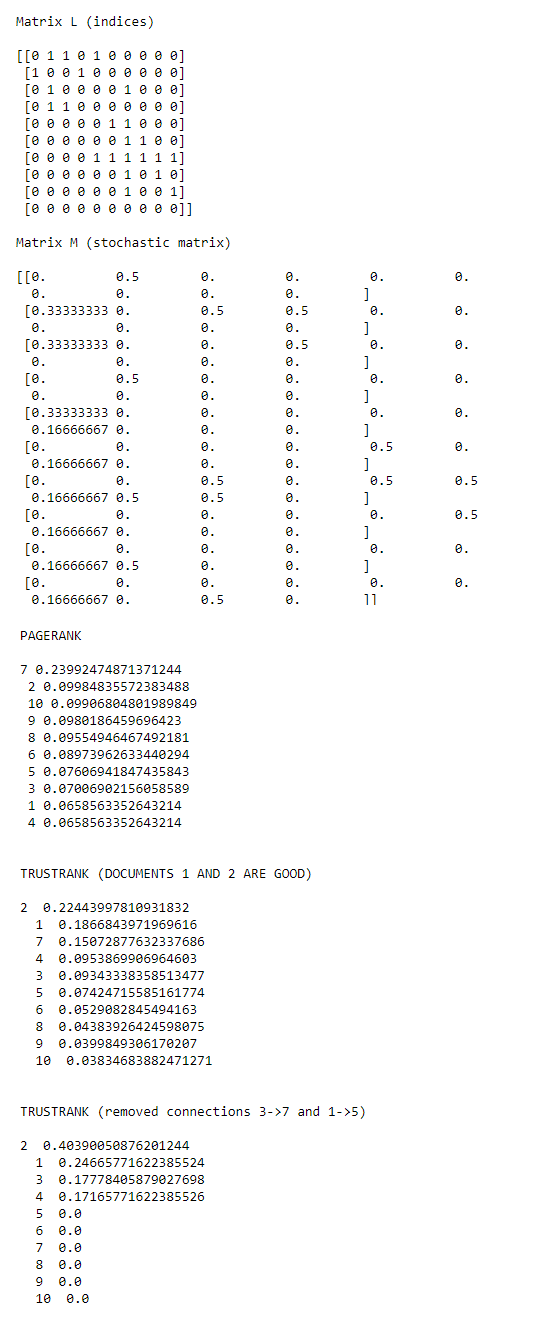 Matrix L (indices)
[[0 1 1 0 1 0 0 0 0 0]
[1 0 0 1 0 0 0 0 0 0]
[0 1 0 0 0 0 1 0 0 0]
[0 1 1 0 0 0 0 0 0 0]
[0 0 0 0 0 1 1 0 0 0]
[0 0 0 0 0 0 1 1 0 0]
[0 0 0 0 1 1 1 1 1 1]
[0 0 0 0 0 0 1 0 1 0]
[0 0 0 0 0 0 1 0 0 1]
[0 0 0 0 0 0 0 0 0 0]]
Matrix M (stochastic matrix)
[[0. 0.5 0. 0. 0. 0.
0. 0. 0. 0. ]
[0.33333333 0. 0.5 0.5 0. 0.
0. 0. 0. 0. ]
[0.33333333 0. 0. 0.5 0. 0.
0. 0. 0. 0. ]
[0. 0.5 0. 0. 0. 0.
0. 0. 0. 0. ]
[0.33333333 0. 0. 0. 0. 0.
0.16666667 0. 0. 0. ]
[0. 0. 0. 0. 0.5 0.
0.16666667 0. 0. 0. ]
[0. 0. 0.5 0. 0.5 0.5
0.16666667 0.5 0.5 0. ]
[0. 0. 0. 0. 0. 0.5
0.16666667 0. 0. 0. ]
[0. 0. 0. 0. 0. 0.
0.16666667 0.5 0. 0. ]
[0. 0. 0. 0. 0. 0.
0.16666667 0. 0.5 0. ]]
PAGERANK
7 0.23992474871371244
2 0.09984835572383488
10 0.09906804801989849
9 0.0980186459696423
8 0.09554946467492181
6 0.08973962633440294
5 0.07606941847435843
3 0.07006902156058589
1 0.0658563352643214
4 0.0658563352643214
TRUSTRANK (DOCUMENTS 1 AND 2 ARE GOOD)
2 0.22443997810931832
1 0.1866843971969616
7 0.15072877632337686
4 0.0953869906964603
3 0.09343338358513477
5 0.07424715585161774
6 0.0529082845494163
8 0.04383926424598075
9 0.0399849306170207
10 0.03834683882471271
TRUSTRANK (removed connections 3->7 and 1->5)
2 0.40390050876201244
1 0.24665771622385524
3 0.17778405879027698
4 0.17165771622385526
5 0.0
6 0.0
7 0.0
8 0.0
9 0.0
10 0.0